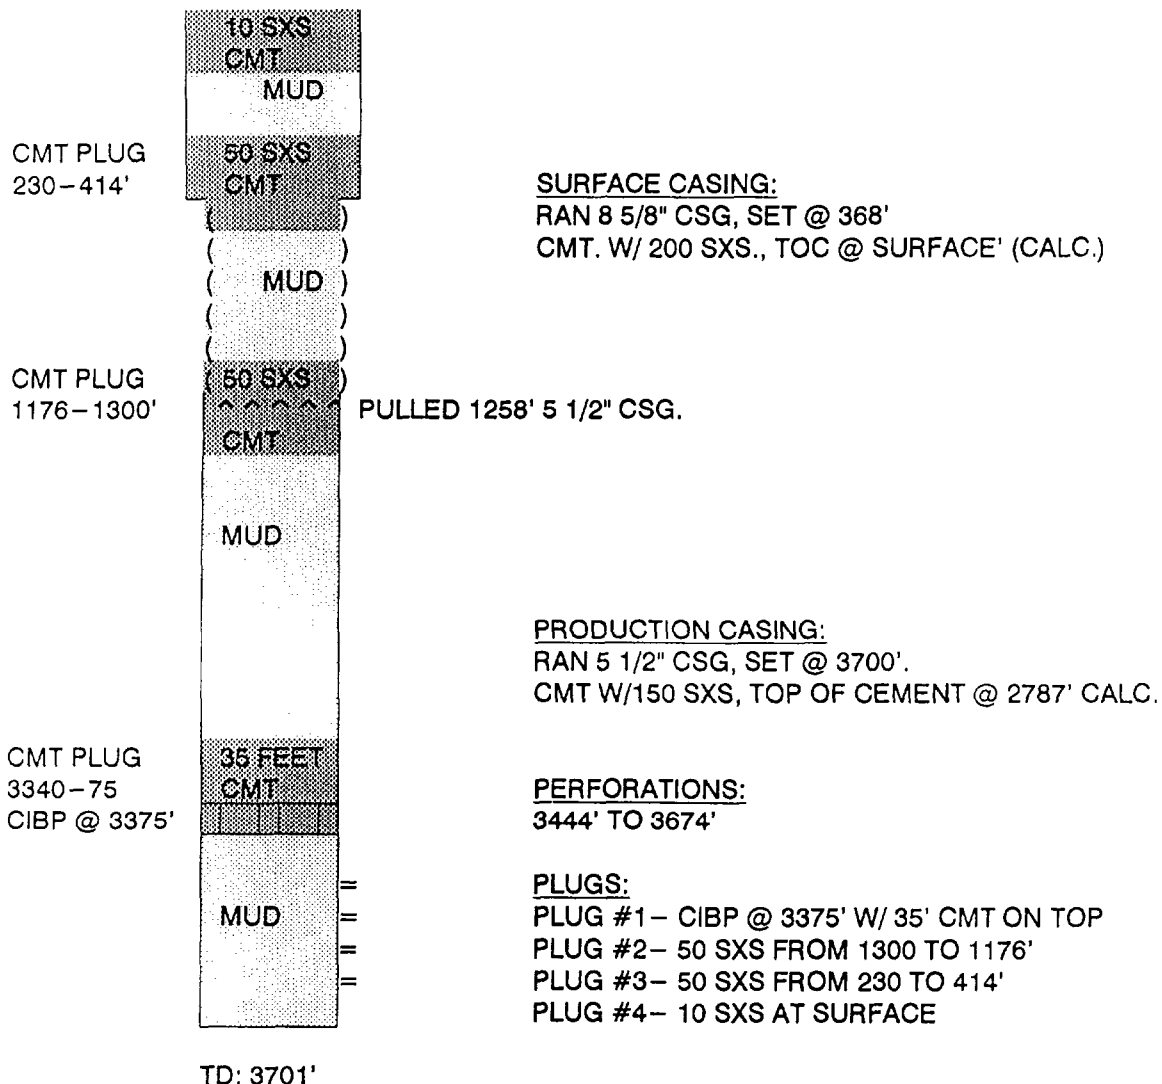 10 SXS
CMT
MUD
CMT PLUG
230-414'
50 SXS
CMT
SURFACE CASING:
RAN 8 5/8" CSG, SET @ 368'
CMT. W/ 200 SXS., TOC @ SURFACE' (CALC.)
MUD
CMT PLUG
1176-1300'
50 SXS
CMT
PULLED 1258' 5 1/2" CSG.
MUD
PRODUCTION CASING:
RAN 5 1/2" CSG, SET @ 3700'.
CMT W/150 SXS, TOP OF CEMENT @ 2787' CALC.
CMT PLUG
3340-75
CIBP @ 3375'
35 FEET
CMT
PERFORATIONS:
3444' TO 3674'
MUD
PLUGS:
PLUG #1- CIBP @ 3375' W/ 35' CMT ON TOP
PLUG #2- 50 SXS FROM 1300 TO 1176'
PLUG #3- 50 SXS FROM 230 TO 414'
PLUG #4- 10 SXS AT SURFACE
TD: 3701'